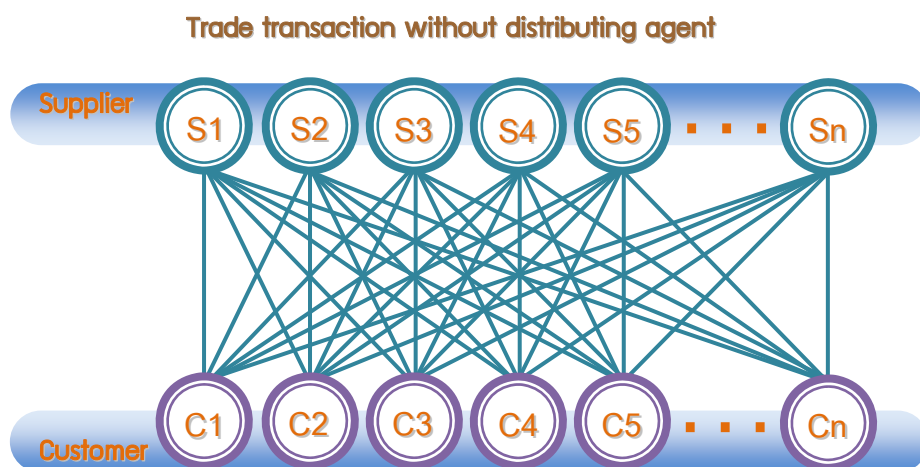 Trade transaction without distributing agent
Supplier
S1 S2 S3 S4 S5 ... Sn
C1 C2 C3 C4 C5 ... Cn
Customer